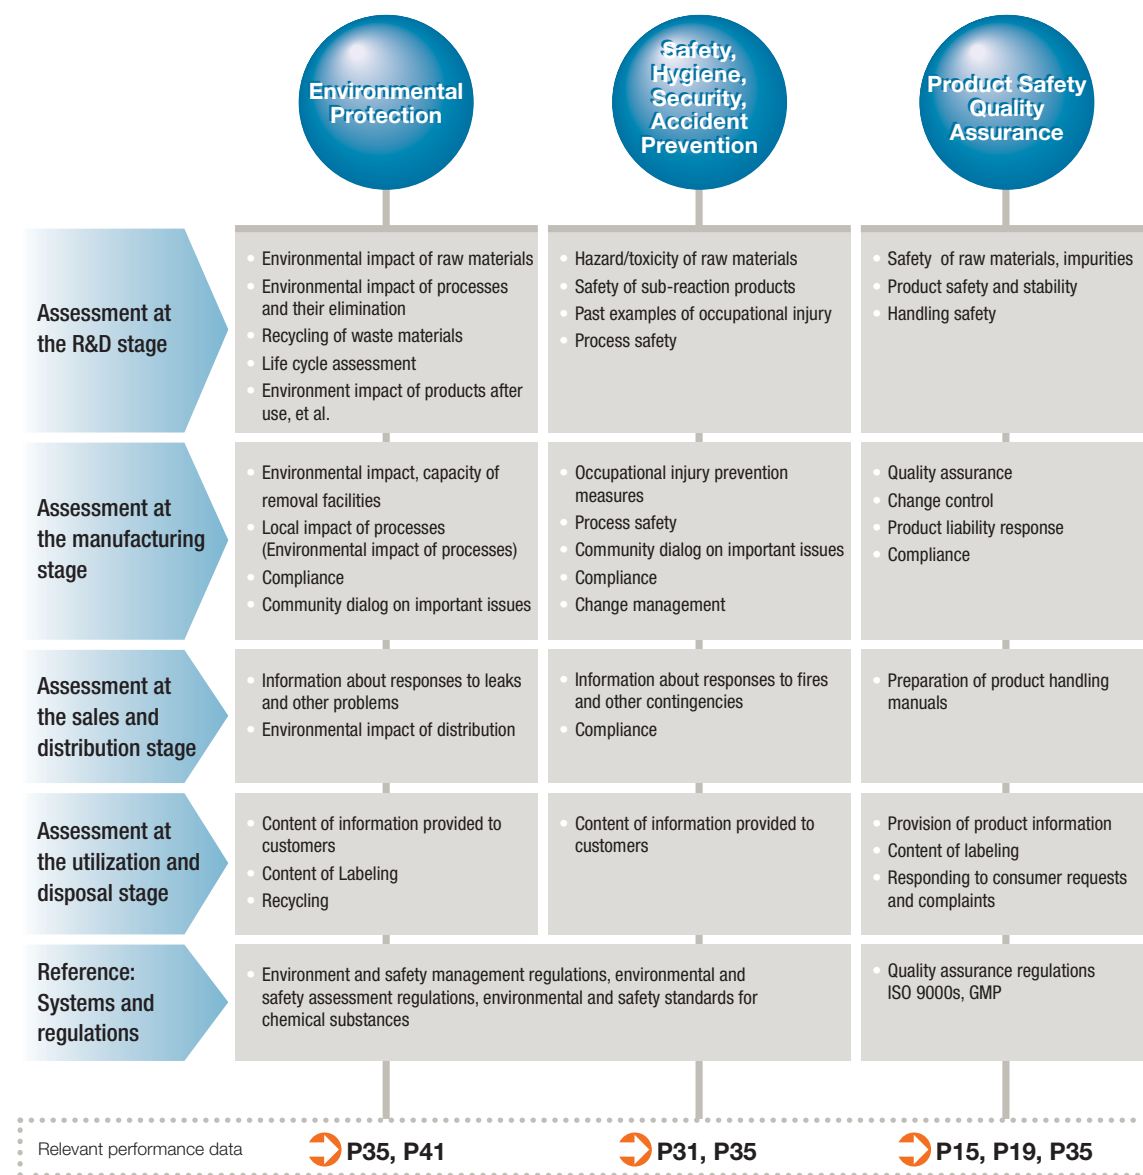 Environmental
Protection
Safety,
Hygiene,
Security,
Accident
Prevention
Product Safety
Quality
Assurance
Assessment at
the R&D stage
Environmental impact of raw materials
Environmental impact of processes
and their elimination
Recycling of waste materials
Life cycle assessment
Environment impact of products after
use, et al.
Hazard/toxicity of raw materials
Safety of sub-reaction products
Past examples of occupational injury
Process safety
Safety of raw materials, impurities
Product safety and stability
Handling safety
Assessment at
the manufacturing
stage
Environmental impact, capacity of
removal facilities
Local impact of processes
(Environmental impact of processes)
Compliance
Community dialog on important issues
Occupational injury prevention
measures
Process safety
Community dialog on important issues
Compliance
Change management
Quality assurance
Change control
Product liability response
Compliance
Assessment at
the sales and
distribution stage
Information about responses to leaks
and other problems
Environmental impact of distribution
Information about responses to fires
and other contingencies
Compliance
Preparation of product handling
manuals
Assessment at
the utilization and
disposal stage
Content of information provided to
customers
Content of Labeling
Recycling
Content of information provided to
customers
Provision of product information
Content of labeling
Responding to consumer requests
and complaints
Reference:
Systems and
regulations
Environment and safety management regulations, environmental and
safety assessment regulations, environmental and safety standards for
chemical substances
Quality assurance regulations
ISO 9000s, GMP
Relevant performance data
P35, P41
P31, P35
P15, P19, P35